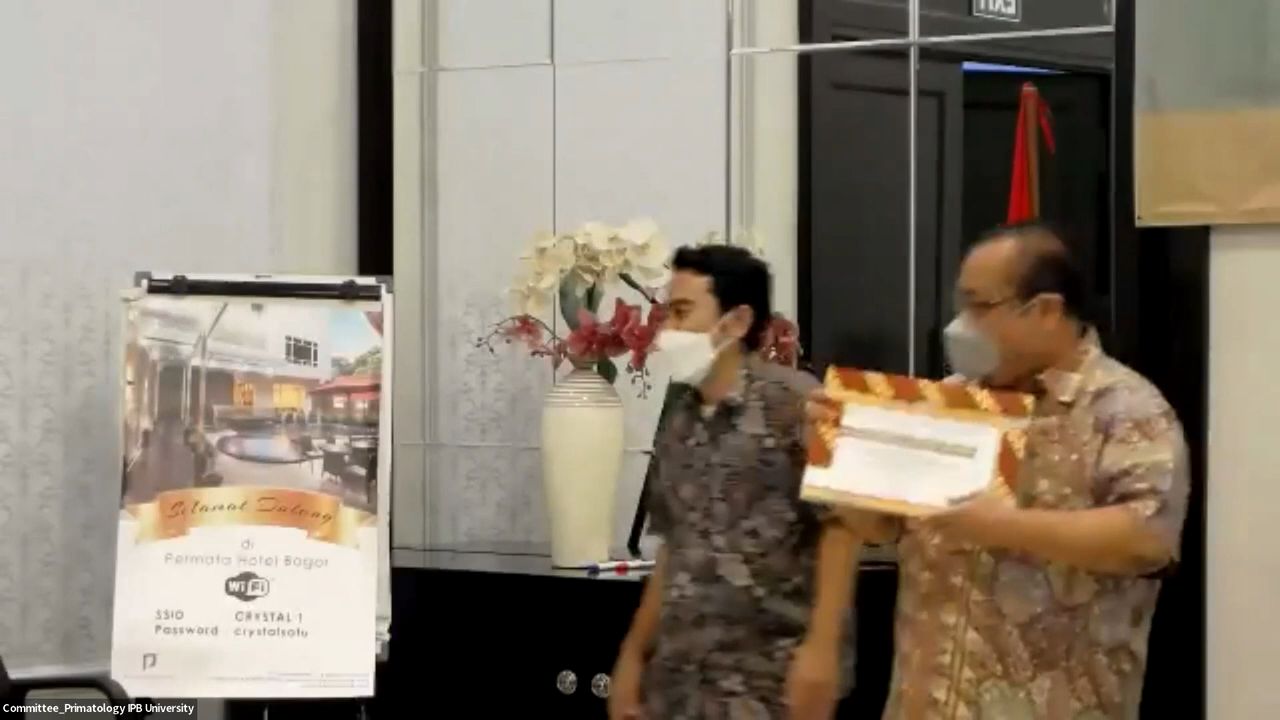 EXIT
Selamat Datang
di
Permata Hotel Bogor
WiFi
SSID CRYSTAL 1
Password crystalsatu
Committee_Primatology IPB University